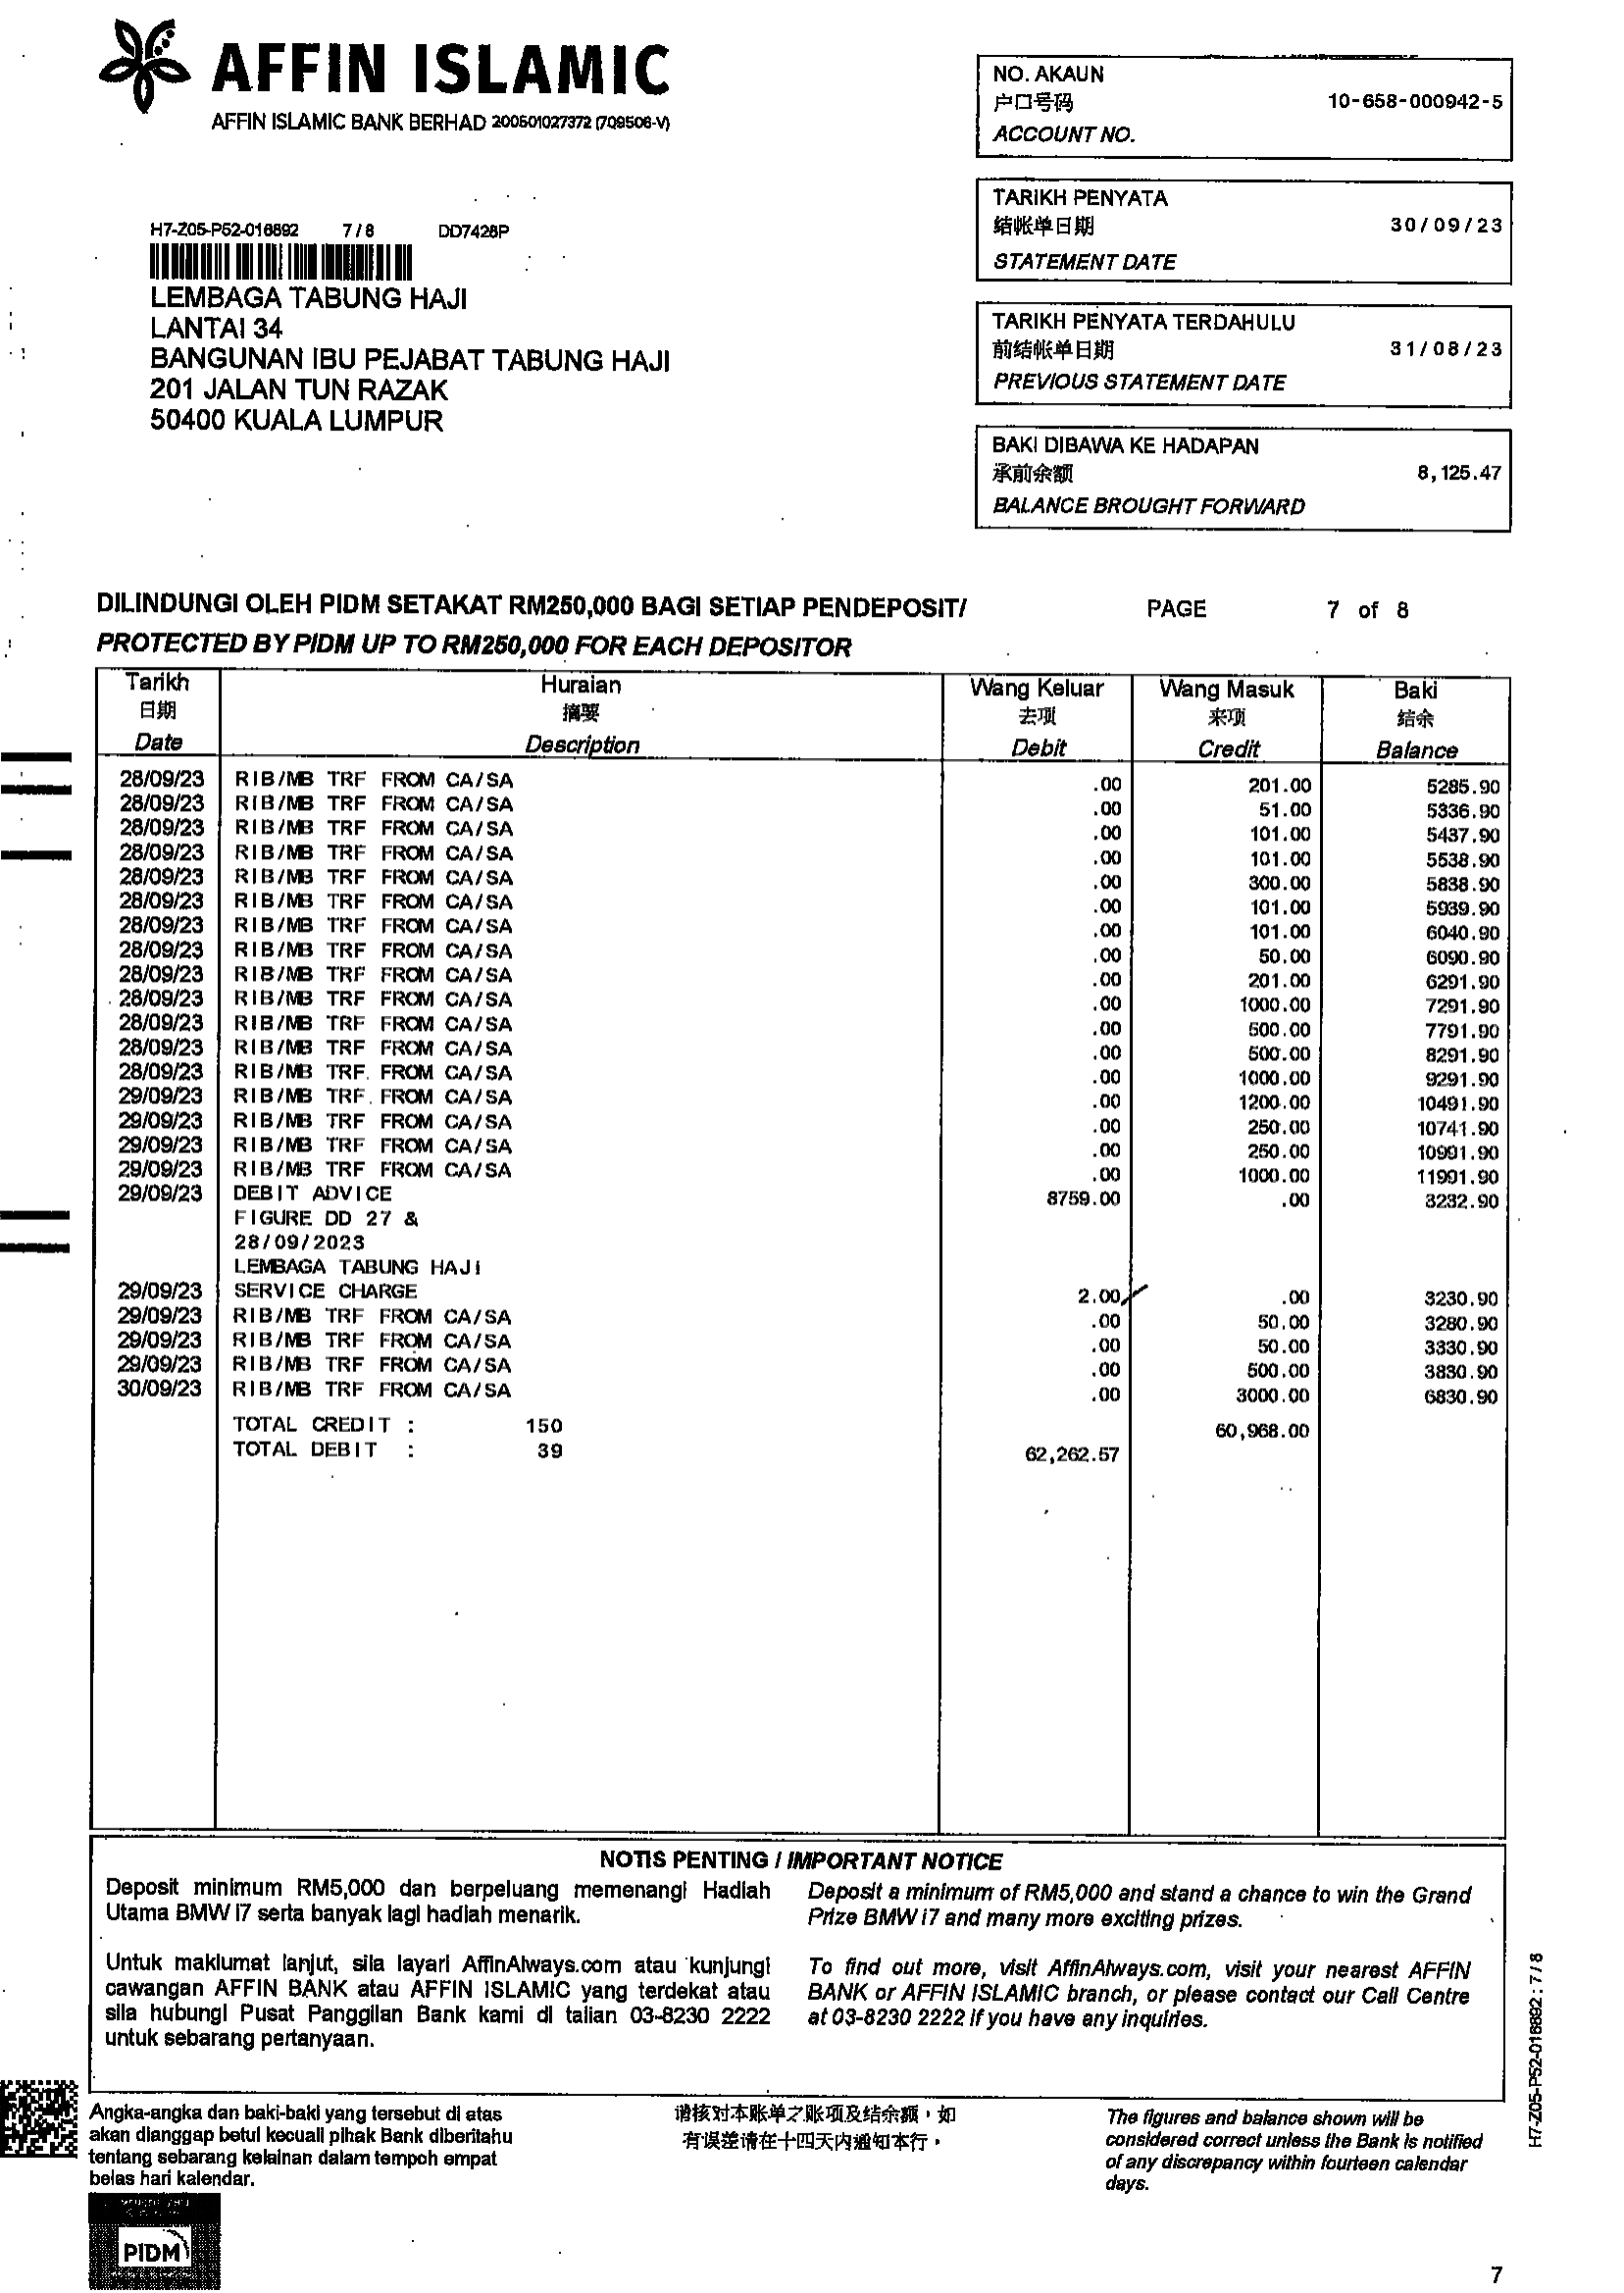 AFFIN ISLAMIC
AFFIN ISLAMIC BANK BERHAD 200501027372 (709506-V)
NO. AKAUN
户口号码 10-658-000942-5
ACCOUNT NO.
TARIKH PENYATA
结帐单日期 30/09/23
STATEMENT DATE
TARIKH PENYATA TERDAHULU
前结帐单日期 31/08/23
PREVIOUS STATEMENT DATE
BAKI DIBAWA KE HADAPAN
承前余额 8,125.47
BALANCE BROUGHT FORWARD
H7-Z05-P52-016892 7/8 DD7428P
LEMBAGA TABUNG HAJI
LANTAI 34
BANGUNAN IBU PEJABAT TABUNG HAJI
201 JALAN TUN RAZAK
50400 KUALA LUMPUR
DILINDUNGI OLEH PIDM SETAKAT RM250,000 BAGI SETIAP PENDEPOSIT/ PAGE 7 of 8
PROTECTED BY PIDM UP TO RM250,000 FOR EACH DEPOSITOR
Tarikh Huraian Wang Keluar Wang Masuk Baki
日期 摘要 去项 来项 结余
Date Description Debit Credit Balance
28/09/23 RIB/MB TRF FROM CA/SA .00 201.00 5285.90
28/09/23 RIB/MB TRF FROM CA/SA .00 51.00 5336.90
28/09/23 RIB/MB TRF FROM CA/SA .00 101.00 5437.90
28/09/23 RIB/MB TRF FROM CA/SA .00 101.00 5538.90
28/09/23 RIB/MB TRF FROM CA/SA .00 300.00 5838.90
28/09/23 RIB/MB TRF FROM CA/SA .00 101.00 5939.90
28/09/23 RIB/MB TRF FROM CA/SA .00 101.00 6040.90
28/09/23 RIB/MB TRF FROM CA/SA .00 50.00 6090.90
28/09/23 RIB/MB TRF FROM CA/SA .00 201.00 6291.90
28/09/23 RIB/MB TRF FROM CA/SA .00 1000.00 7291.90
28/09/23 RIB/MB TRF FROM CA/SA .00 500.00 7791.90
28/09/23 RIB/MB TRF FROM CA/SA .00 500.00 8291.90
28/09/23 RIB/MB TRF FROM CA/SA .00 1000.00 9291.90
29/09/23 RIB/MB TRF FROM CA/SA .00 1200.00 10491.90
29/09/23 RIB/MB TRF FROM CA/SA .00 250.00 10741.90
29/09/23 RIB/MB TRF FROM CA/SA .00 250.00 10991.90
29/09/23 RIB/MB TRF FROM CA/SA .00 1000.00 11991.90
29/09/23 DEBIT ADVICE 8759.00 .00 3232.90
FIGURE DD 27 &
28/09/2023
LEMBAGA TABUNG HAJI
29/09/23 SERVICE CHARGE 2.00 .00 3230.90
29/09/23 RIB/MB TRF FROM CA/SA .00 50.00 3280.90
29/09/23 RIB/MB TRF FROM CA/SA .00 50.00 3330.90
29/09/23 RIB/MB TRF FROM CA/SA .00 500.00 3830.90
30/09/23 RIB/MB TRF FROM CA/SA .00 3000.00 6830.90
TOTAL CREDIT : 150 60,968.00
TOTAL DEBIT : 39 62,262.57
NOTIS PENTING / IMPORTANT NOTICE
Deposit minimum RM5,000 dan berpeluang memenangi Hadiah
Utama BMW i7 serta banyak lagi hadiah menarik.
Untuk maklumat lanjut, sila layari AffinAlways.com atau kunjungi
cawangan AFFIN BANK atau AFFIN ISLAMIC yang terdekat atau
sila hubungi Pusat Panggilan Bank kami di talian 03-8230 2222
untuk sebarang pertanyaan.
Deposit a minimum of RM5,000 and stand a chance to win the Grand
Prize BMW i7 and many more exciting prizes.
To find out more, visit AffinAlways.com, visit your nearest AFFIN
BANK or AFFIN ISLAMIC branch, or please contact our Call Centre
at 03-8230 2222 if you have any inquiries.
H7-Z05-P52-016892 : 7 / 8
Angka-angka dan baki-baki yang tersebut di atas
akan dianggap betul kecuali pihak Bank diberitahu
tentang sebarang kelainan dalam tempoh empat
belas hari kalendar.
请核对本账单之账项及结余额，如
有误差请在十四天内通知本行。
The figures and balance shown will be
considered correct unless the Bank is notified
of any discrepancy within fourteen calendar
days.
PIDM
7